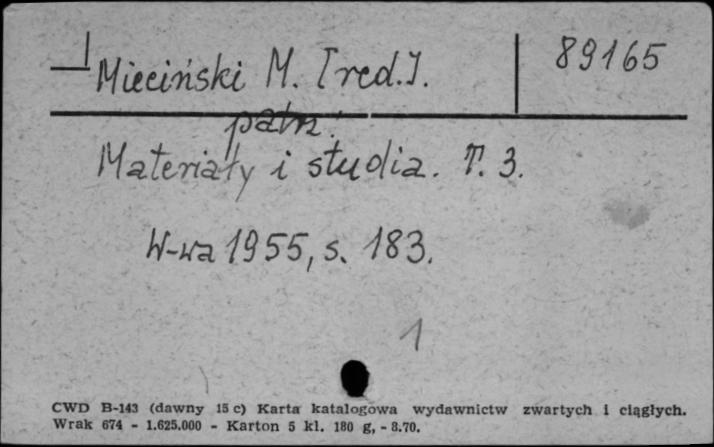 Mieciński M. [red.]. 89165
patrz:
Materiały i studia. T. 3.
W-wa 1955, s. 183.
1
CWD B-143 (dawny 15 c) Karta katalogowa wydawnictw zwartych i ciągłych.
Wrak 674 - 1.625.000 - Karton 5 kl. 180 g, - 8.70.